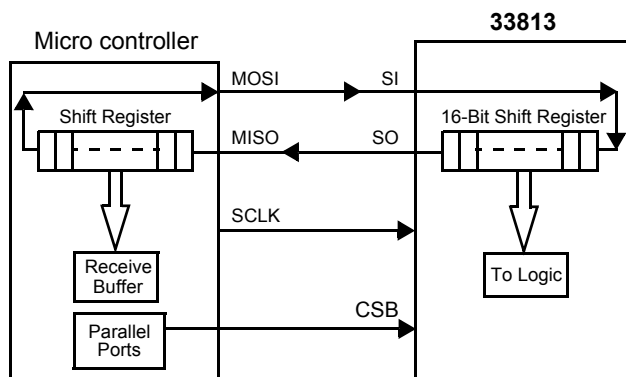 33813
Micro controller
MOSI
SI
Shift Register
16-Bit Shift Register
MISO
SO
SCLK
Receive
Buffer
To Logic
CSB
Parallel
Ports